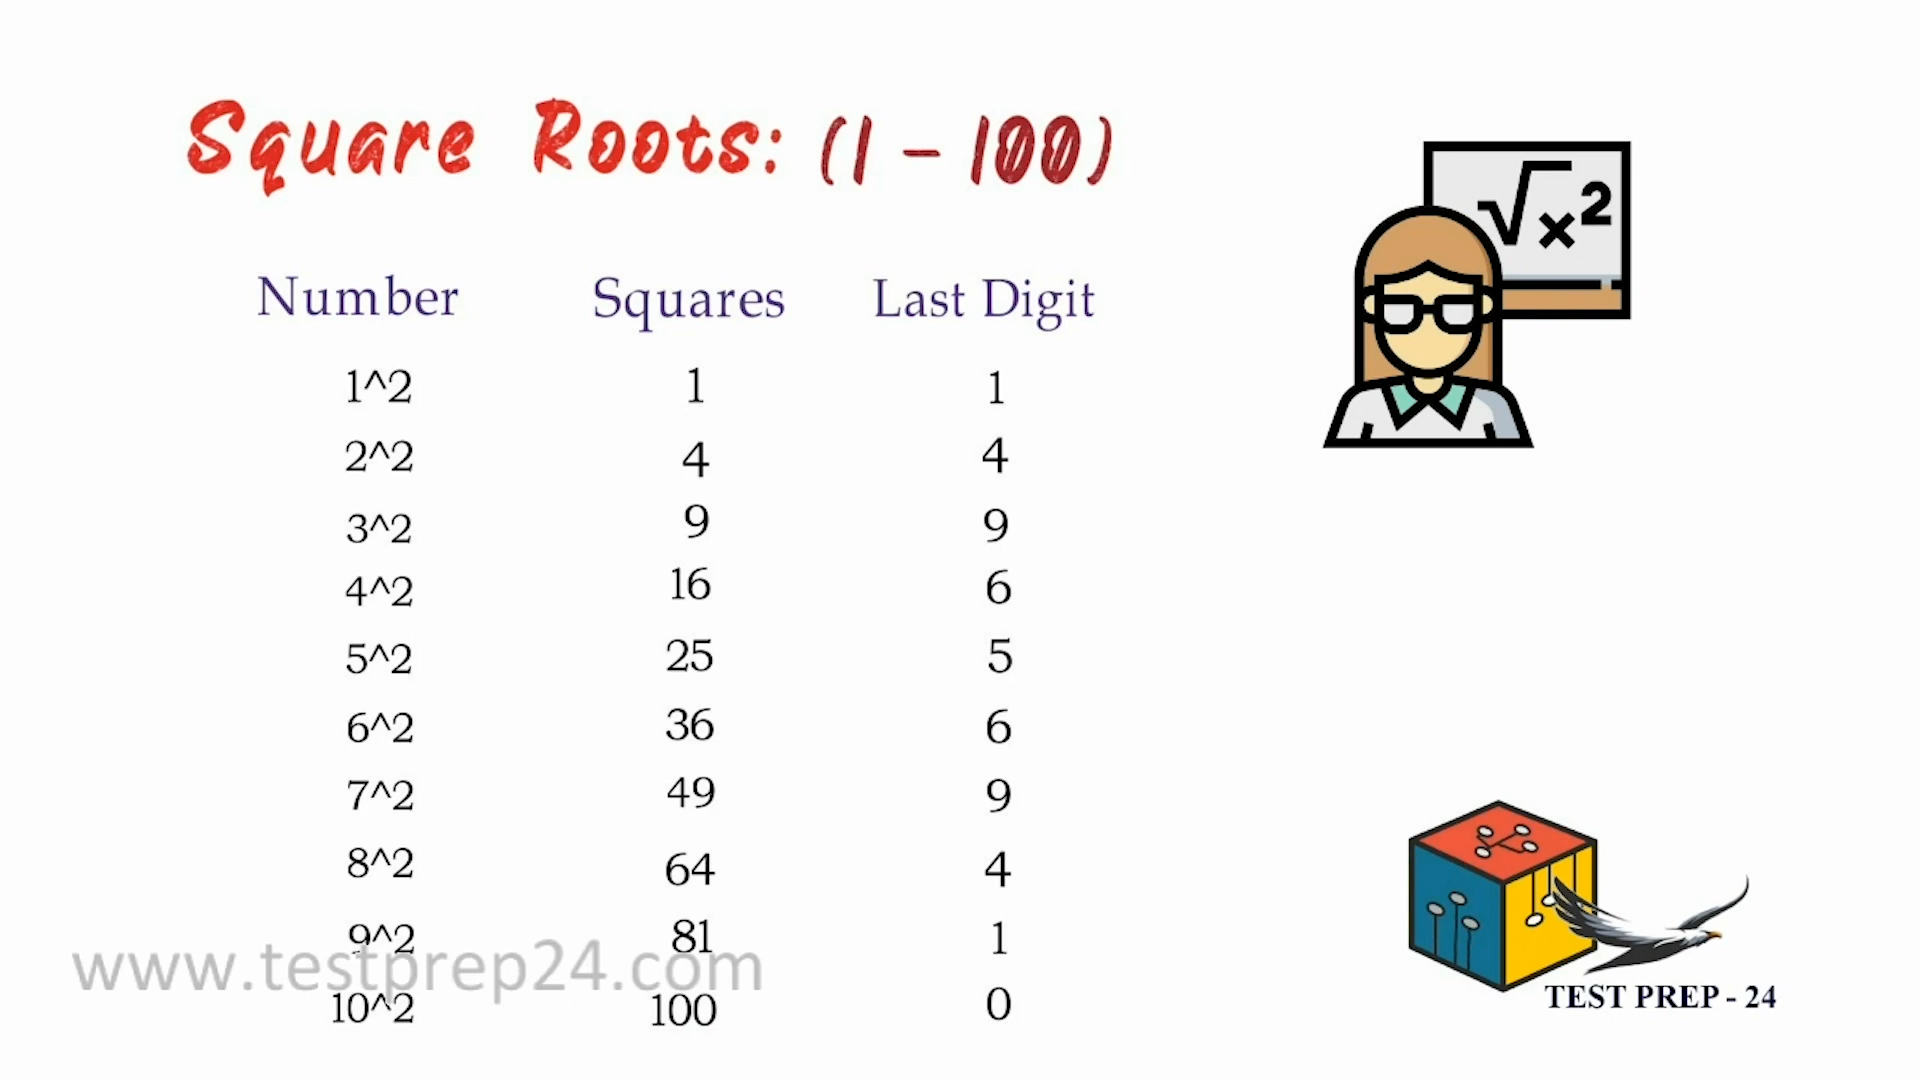 Square Roots: (1 - 100)
√x²
Number Squares Last Digit
1^2 1 1
2^2 4 4
3^2 9 9
4^2 16 6
5^2 25 5
6^2 36 6
7^2 49 9
8^2 64 4
9^2 81 1
www.testprep24.com
10^2 100 0
TEST PREP - 24